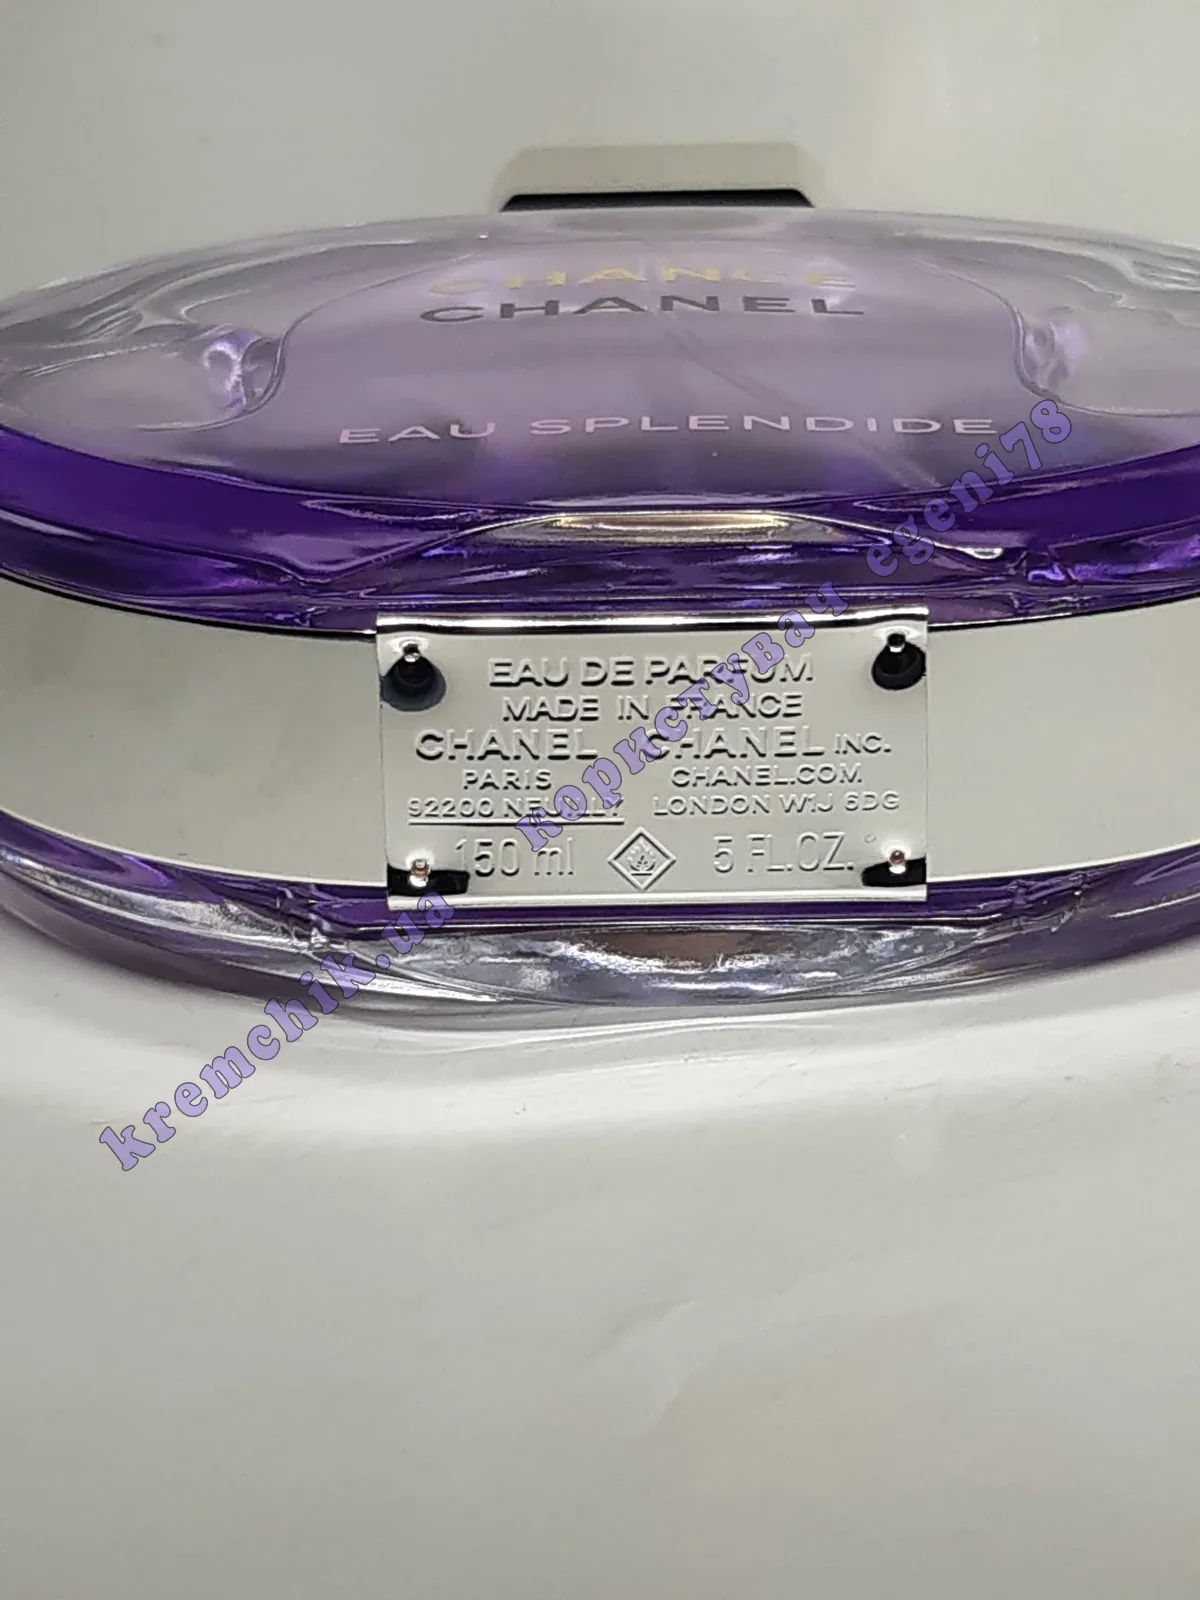 CHANCE
CHANEL
EAU SPLENDIDE
EAU DE PARFUM
MADE IN FRANCE
CHANEL CHANEL INC.
PARIS CHANEL.COM
92200 NEUILLY LONDON W1J 6DG
150 ml 5 FL.OZ.
kremchik.ua користувач egeni78